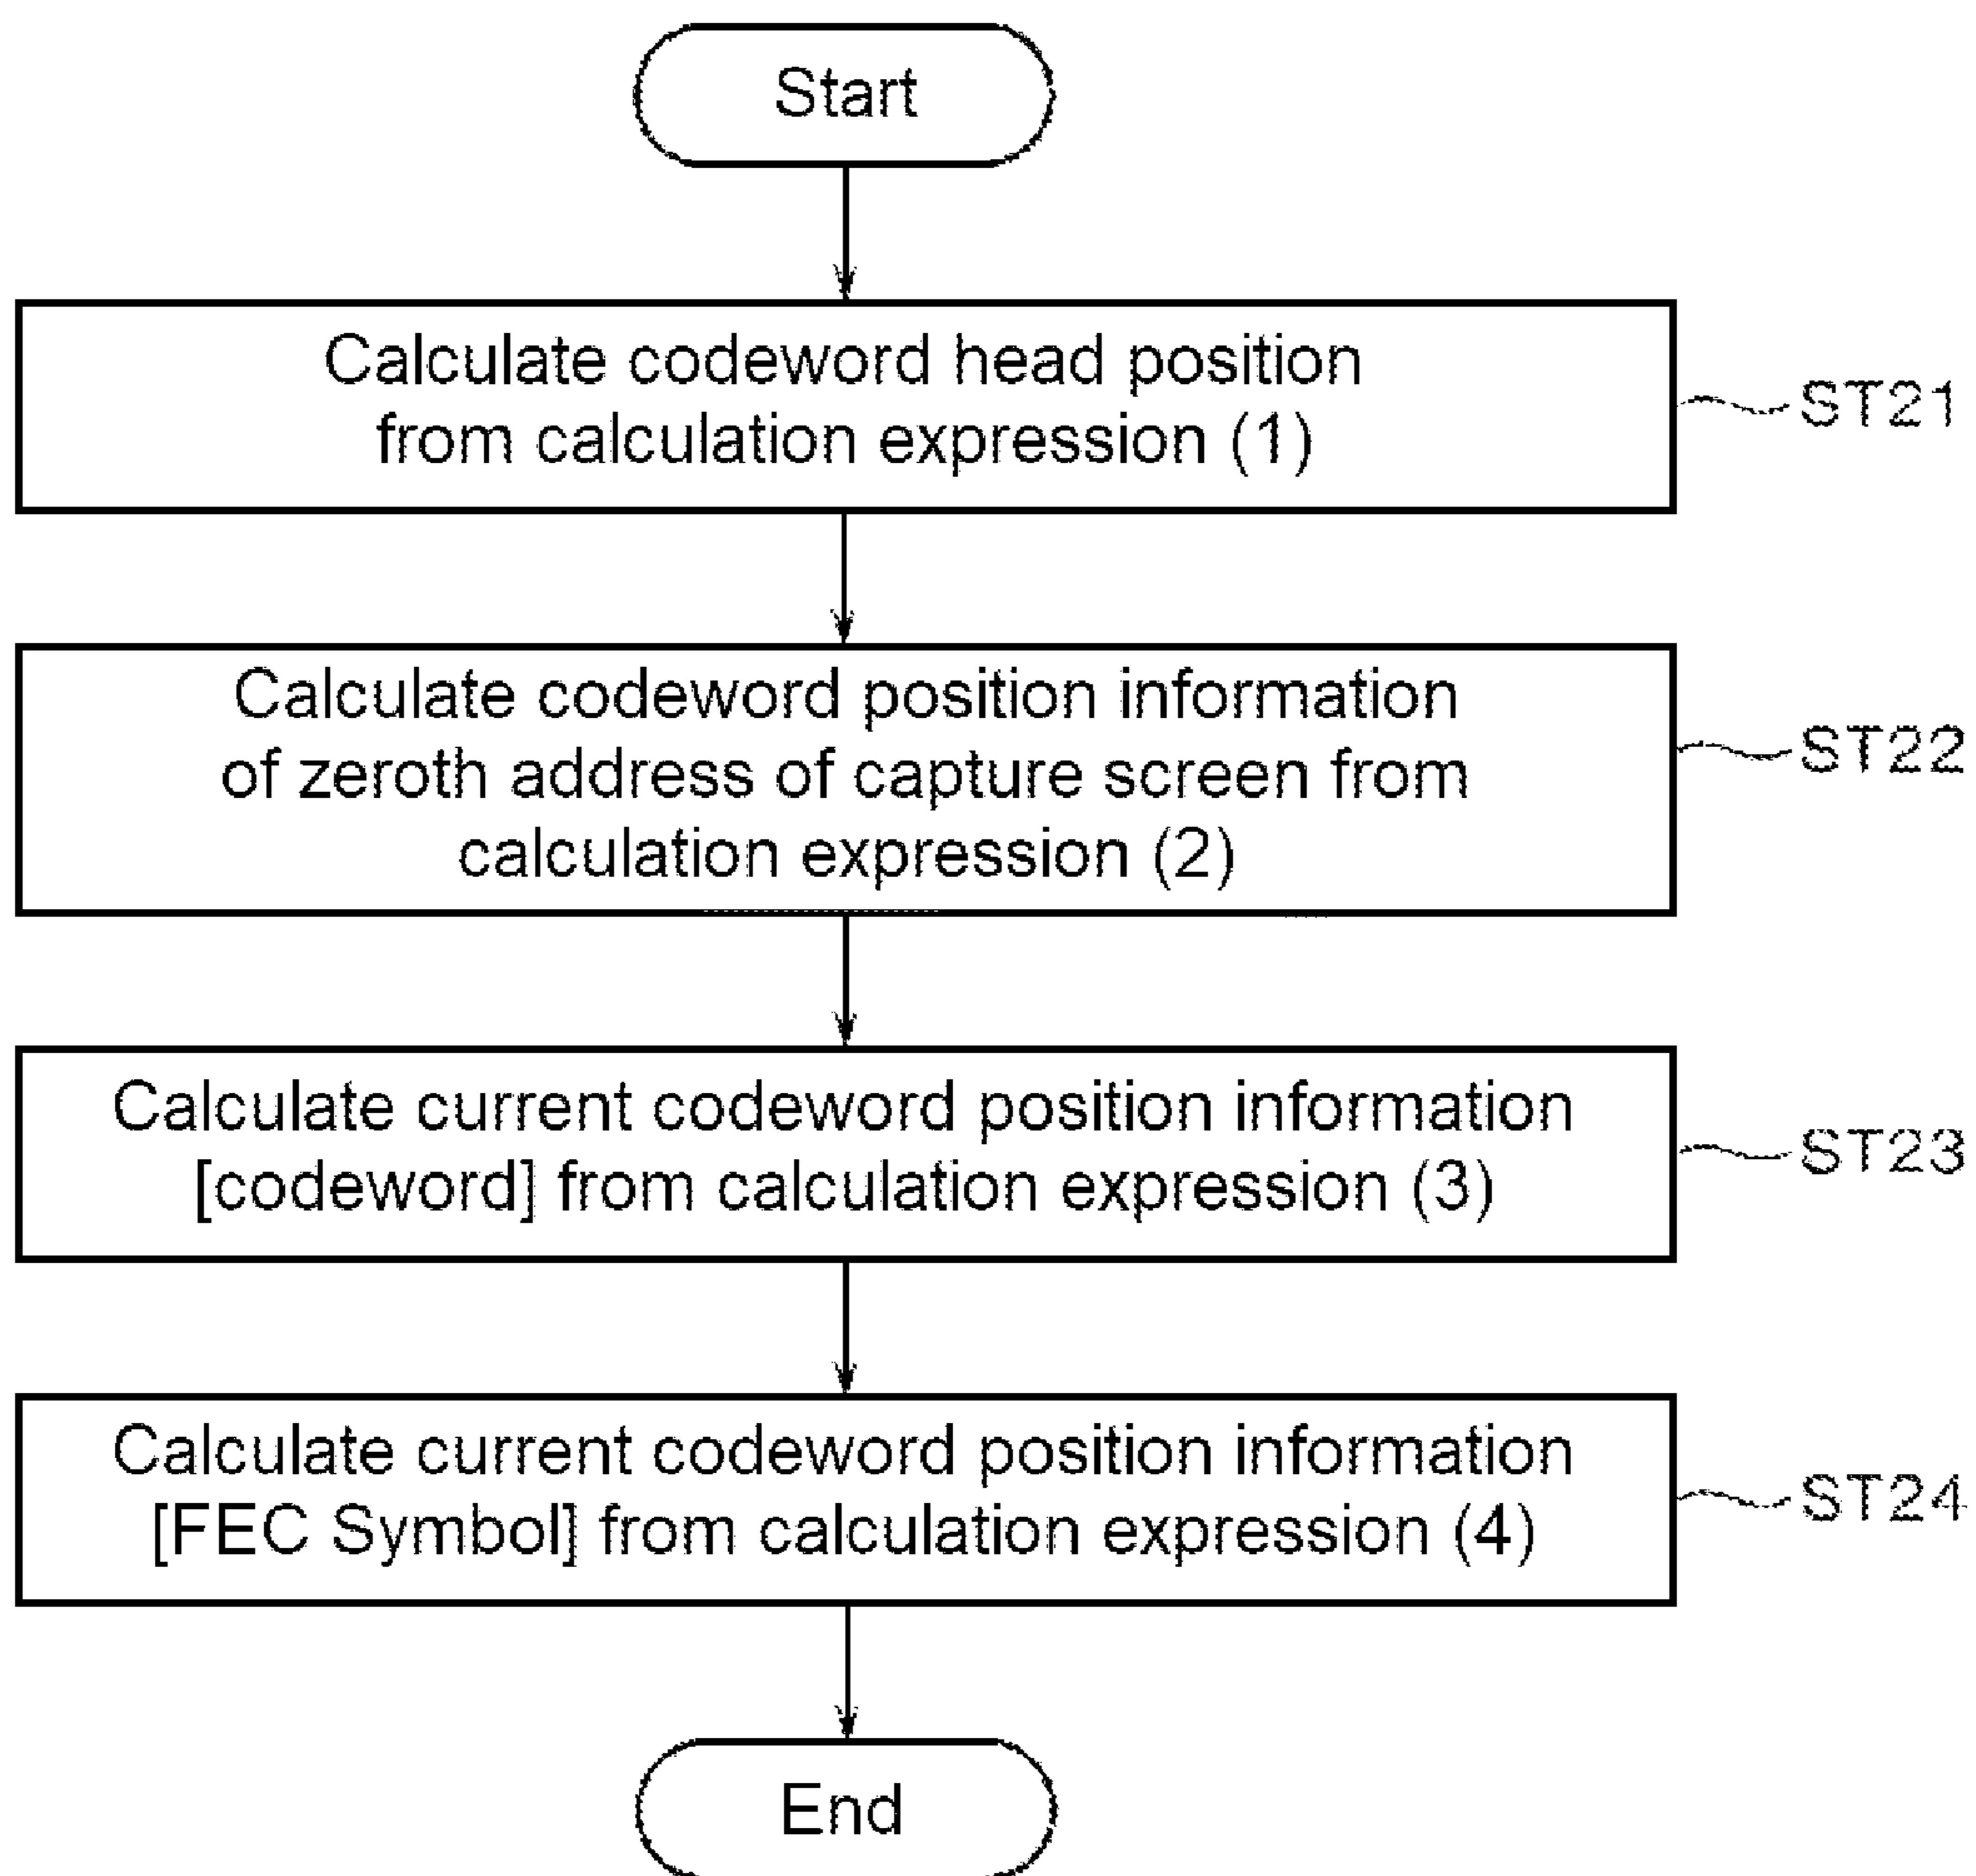 Start
Calculate codeword head position
from calculation expression (1)
ST21
Calculate codeword position information
of zeroth address of capture screen from
calculation expression (2)
ST22
Calculate current codeword position information
[codeword] from calculation expression (3)
ST23
Calculate current codeword position information
[FEC Symbol] from calculation expression (4)
ST24
End